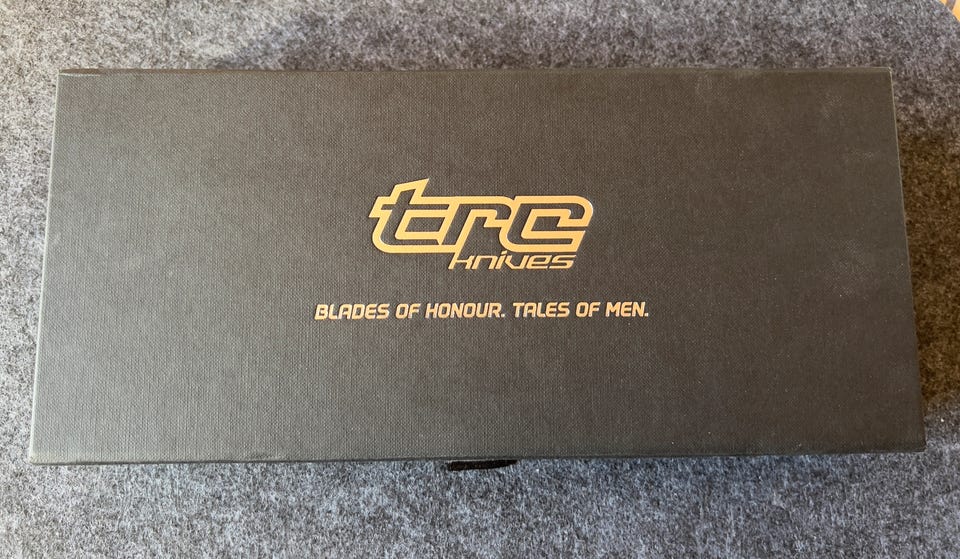 trc
knives
BLADES OF HONOUR. TALES OF MEN.